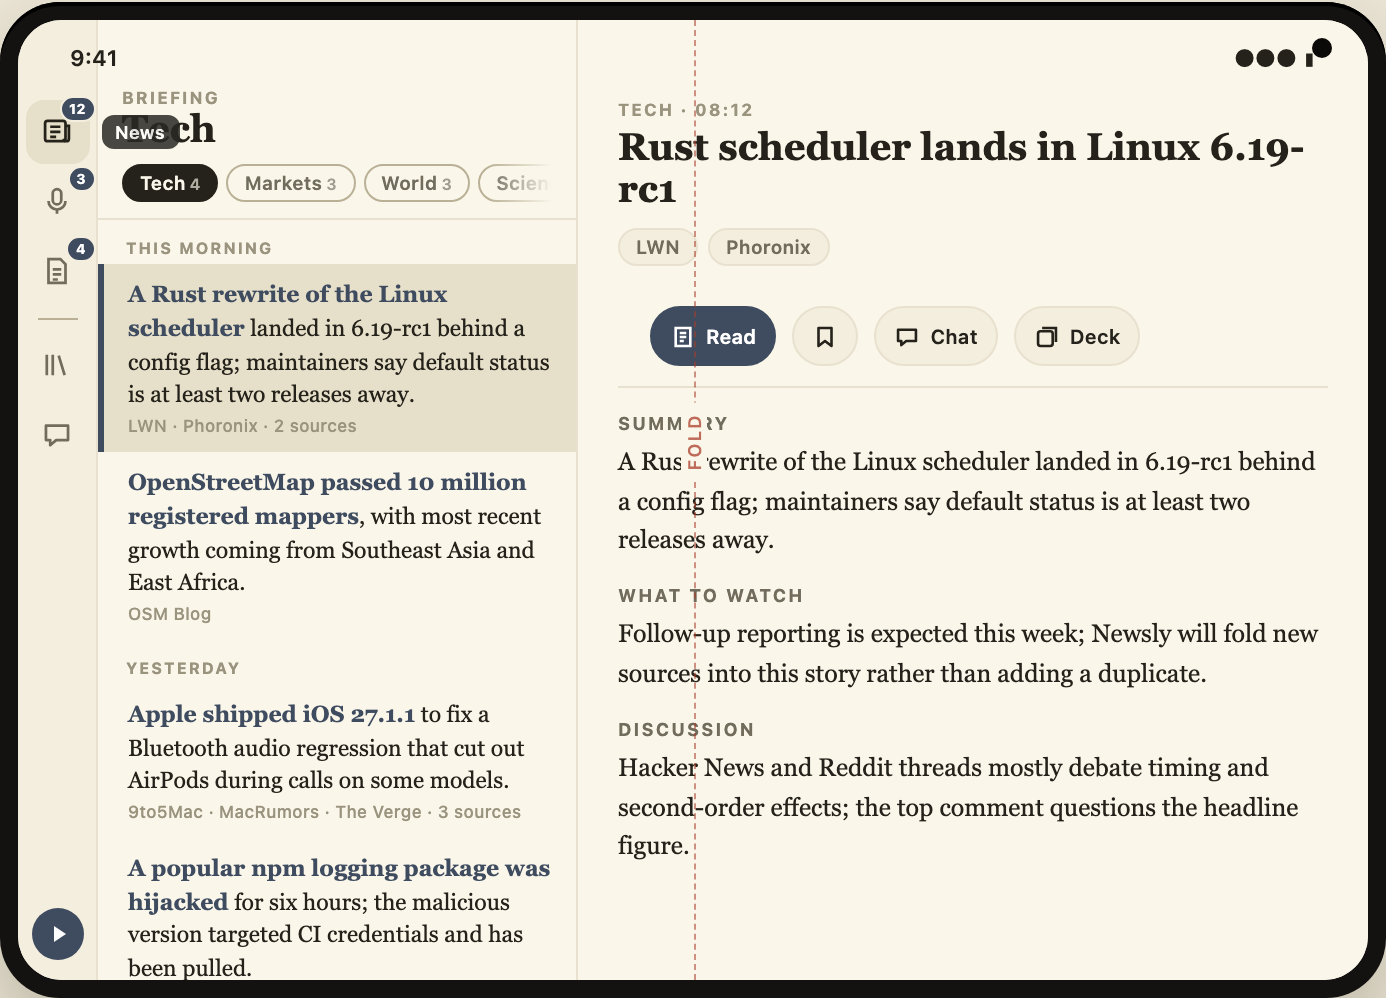 9:41
12
3
4
BRIEFING
Tech
News
Tech 4
Markets 3
World 3
Scien
THIS MORNING
A Rust rewrite of the Linux
scheduler landed in 6.19-rc1 behind a
config flag; maintainers say default status
is at least two releases away.
LWN · Phoronix · 2 sources
OpenStreetMap passed 10 million
registered mappers, with most recent
growth coming from Southeast Asia and
East Africa.
OSM Blog
YESTERDAY
Apple shipped iOS 27.1.1 to fix a
Bluetooth audio regression that cut out
AirPods during calls on some models.
9to5Mac · MacRumors · The Verge · 3 sources
A popular npm logging package was
hijacked for six hours; the malicious
version targeted CI credentials and has
been pulled.
TECH · 08:12
Rust scheduler lands in Linux 6.19-
rc1
LWN
Phoronix
Read
Chat
Deck
FOLD
SUMMARY
A Rust rewrite of the Linux scheduler landed in 6.19-rc1 behind
a config flag; maintainers say default status is at least two
releases away.
WHAT TO WATCH
Follow-up reporting is expected this week; Newsly will fold new
sources into this story rather than adding a duplicate.
DISCUSSION
Hacker News and Reddit threads mostly debate timing and
second-order effects; the top comment questions the headline
figure.